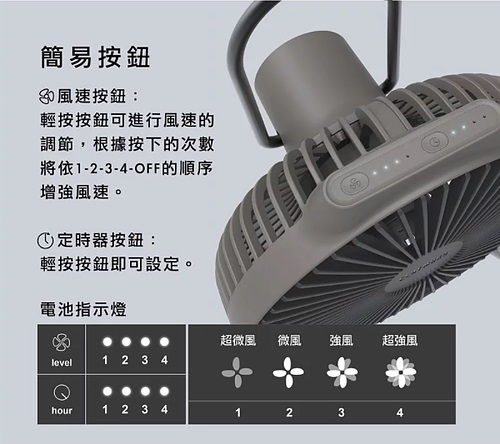 簡易按鈕
風速按鈕：
輕按按鈕可進行風速的
調節，根據按下的次數
將依1-2-3-4-OFF的順序
增強風速。
定時器按鈕：
輕按按鈕即可設定。
電池指示燈
level
1 2 3 4
hour
1 2 3 4
超微風 微風 強風 超強風
1 2 3 4